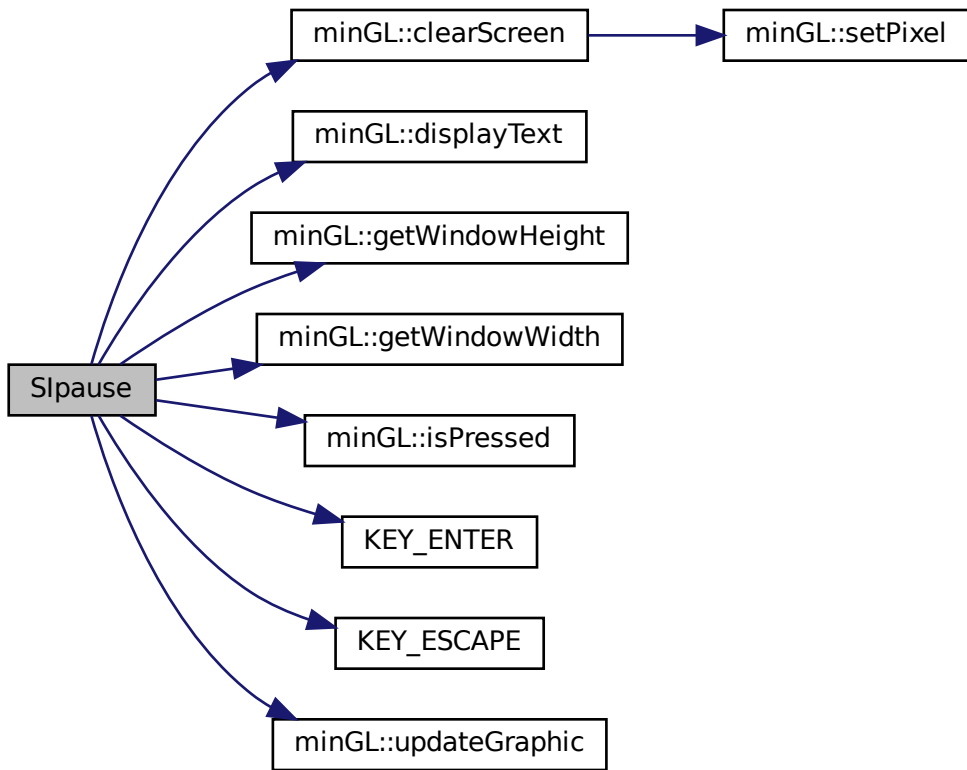 minGL::clearScreen
minGL::setPixel
minGL::displayText
minGL::getWindowHeight
minGL::getWindowWidth
SIpause
minGL::isPressed
KEY_ENTER
KEY_ESCAPE
minGL::updateGraphic